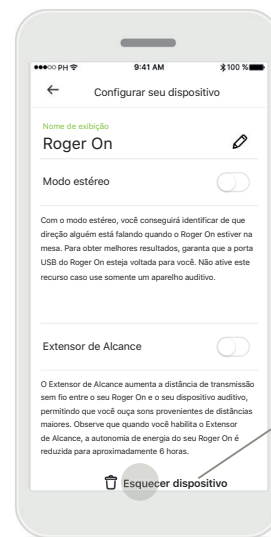 PH 9:41 AM 100 %
Configurar seu dispositivo
Nome de exibição
Roger On
Modo estéreo
Com o modo estéreo, você conseguirá identificar de que
direção alguém está falando quando o Roger On estiver na
mesa. Para obter melhores resultados, garanta que a porta
USB do Roger On esteja voltada para você. Não ative este
recurso caso use somente um aparelho auditivo.
Extensor de Alcance
O Extensor de Alcance aumenta a distância de transmissão
sem fio entre o seu Roger On e o seu dispositivo auditivo,
permitindo que você ouça sons provenientes de distâncias
maiores. Observe que quando você habilita o Extensor
de Alcance, a autonomia de energia do seu Roger On é
reduzida para aproximadamente 6 horas.
Esquecer dispositivo